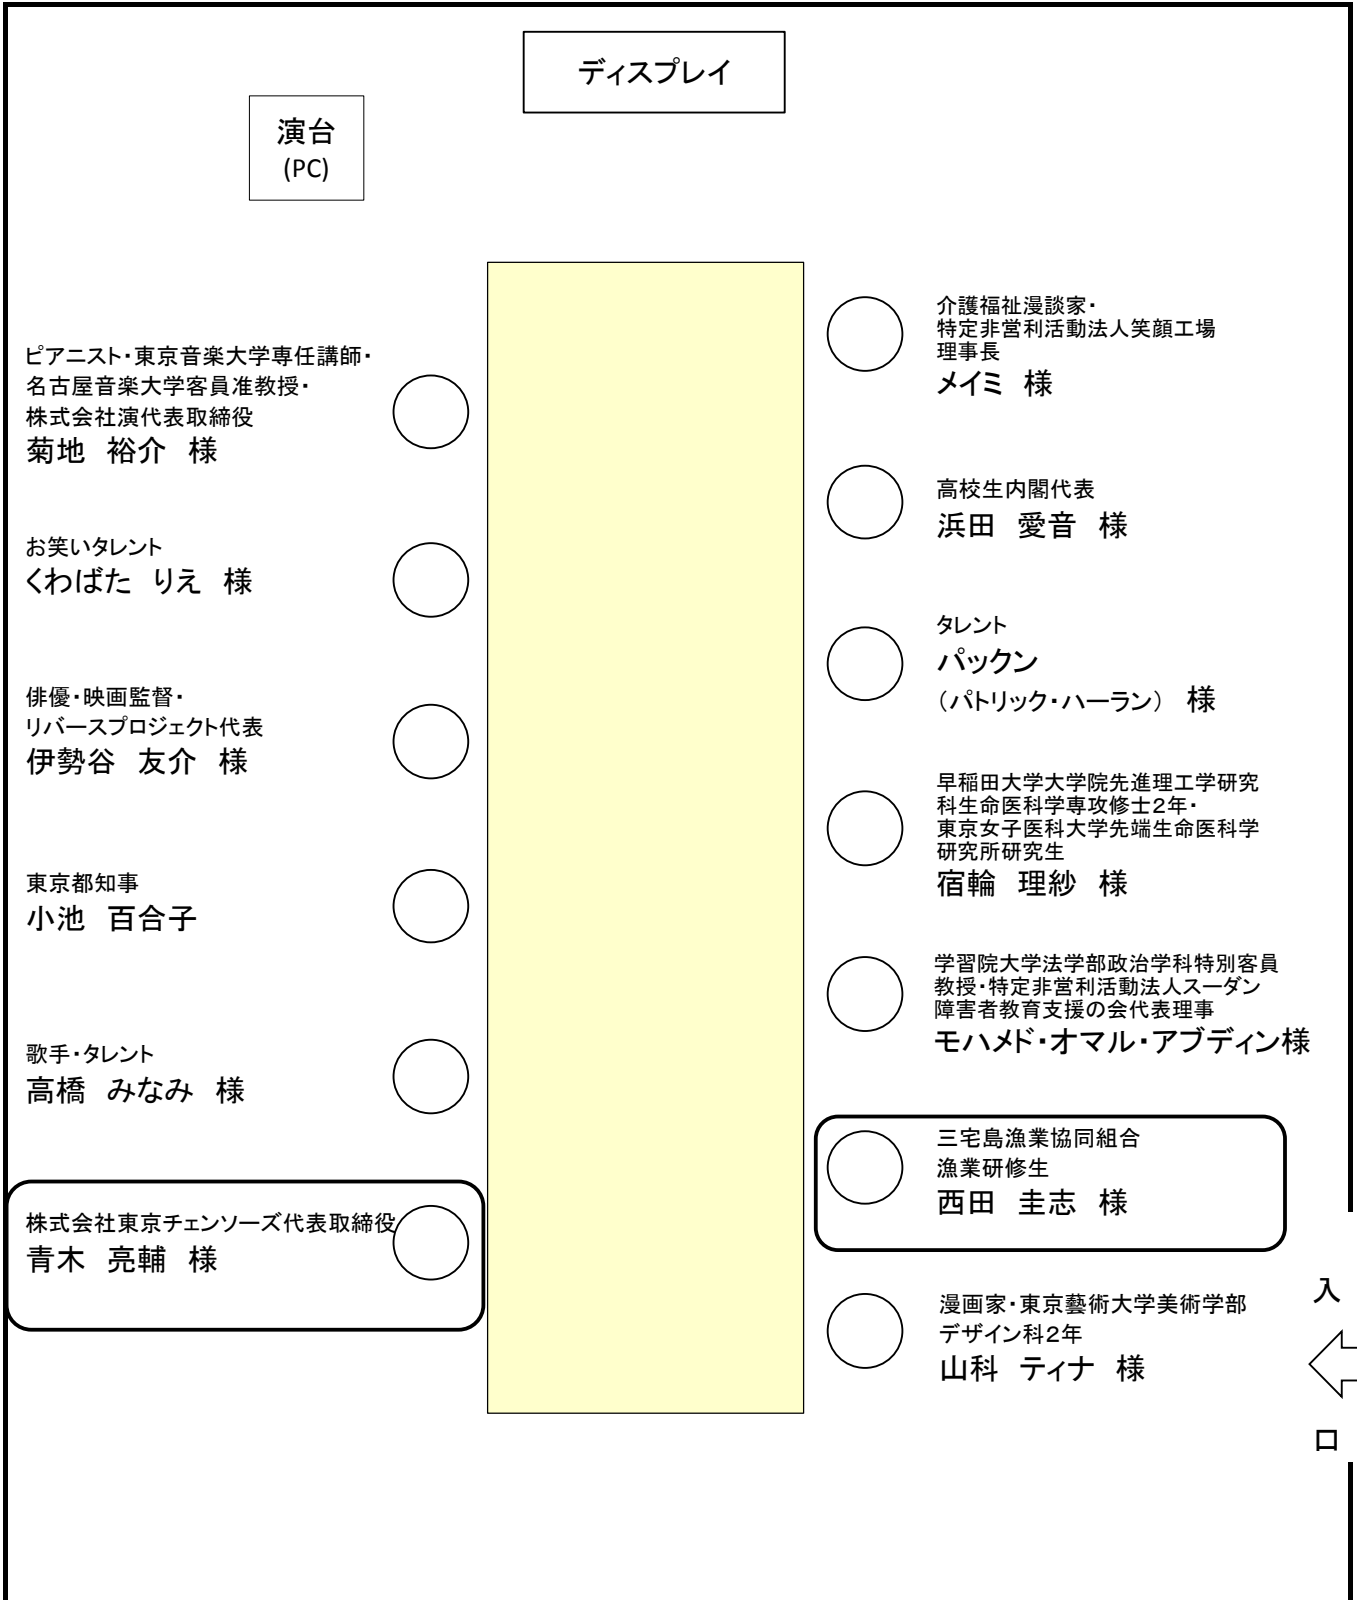 ディスプレイ
演台
(PC)
ピアニスト・東京音楽大学専任講師・
名古屋音楽大学客員准教授・
株式会社演代表取締役
菊地　裕介　様
お笑いタレント
くわばた　りえ　様
俳優・映画監督・
リバースプロジェクト代表
伊勢谷　友介　様
東京都知事
小池　百合子
歌手・タレント
高橋　みなみ　様
株式会社東京チェンソーズ代表取締役
青木　亮輔　様
介護福祉漫談家・
特定非営利活動法人笑顔工場
理事長
メイミ　様
高校生内閣代表
浜田　愛音　様
タレント
パックン
（パトリック・ハーラン）　様
早稲田大学大学院先進理工学研究
科生命医科学専攻修士２年・
東京女子医科大学先端生命医科学
研究所研究生
宿輪　理紗　様
学習院大学法学部政治学科特別客員
教授・特定非営利活動法人スーダン
障害者教育支援の会代表理事
モハメド・オマル・アブディン様
三宅島漁業協同組合
漁業研修生
西田　圭志　様
漫画家・東京藝術大学美術学部
デザイン科２年
山科　ティナ　様
入
口